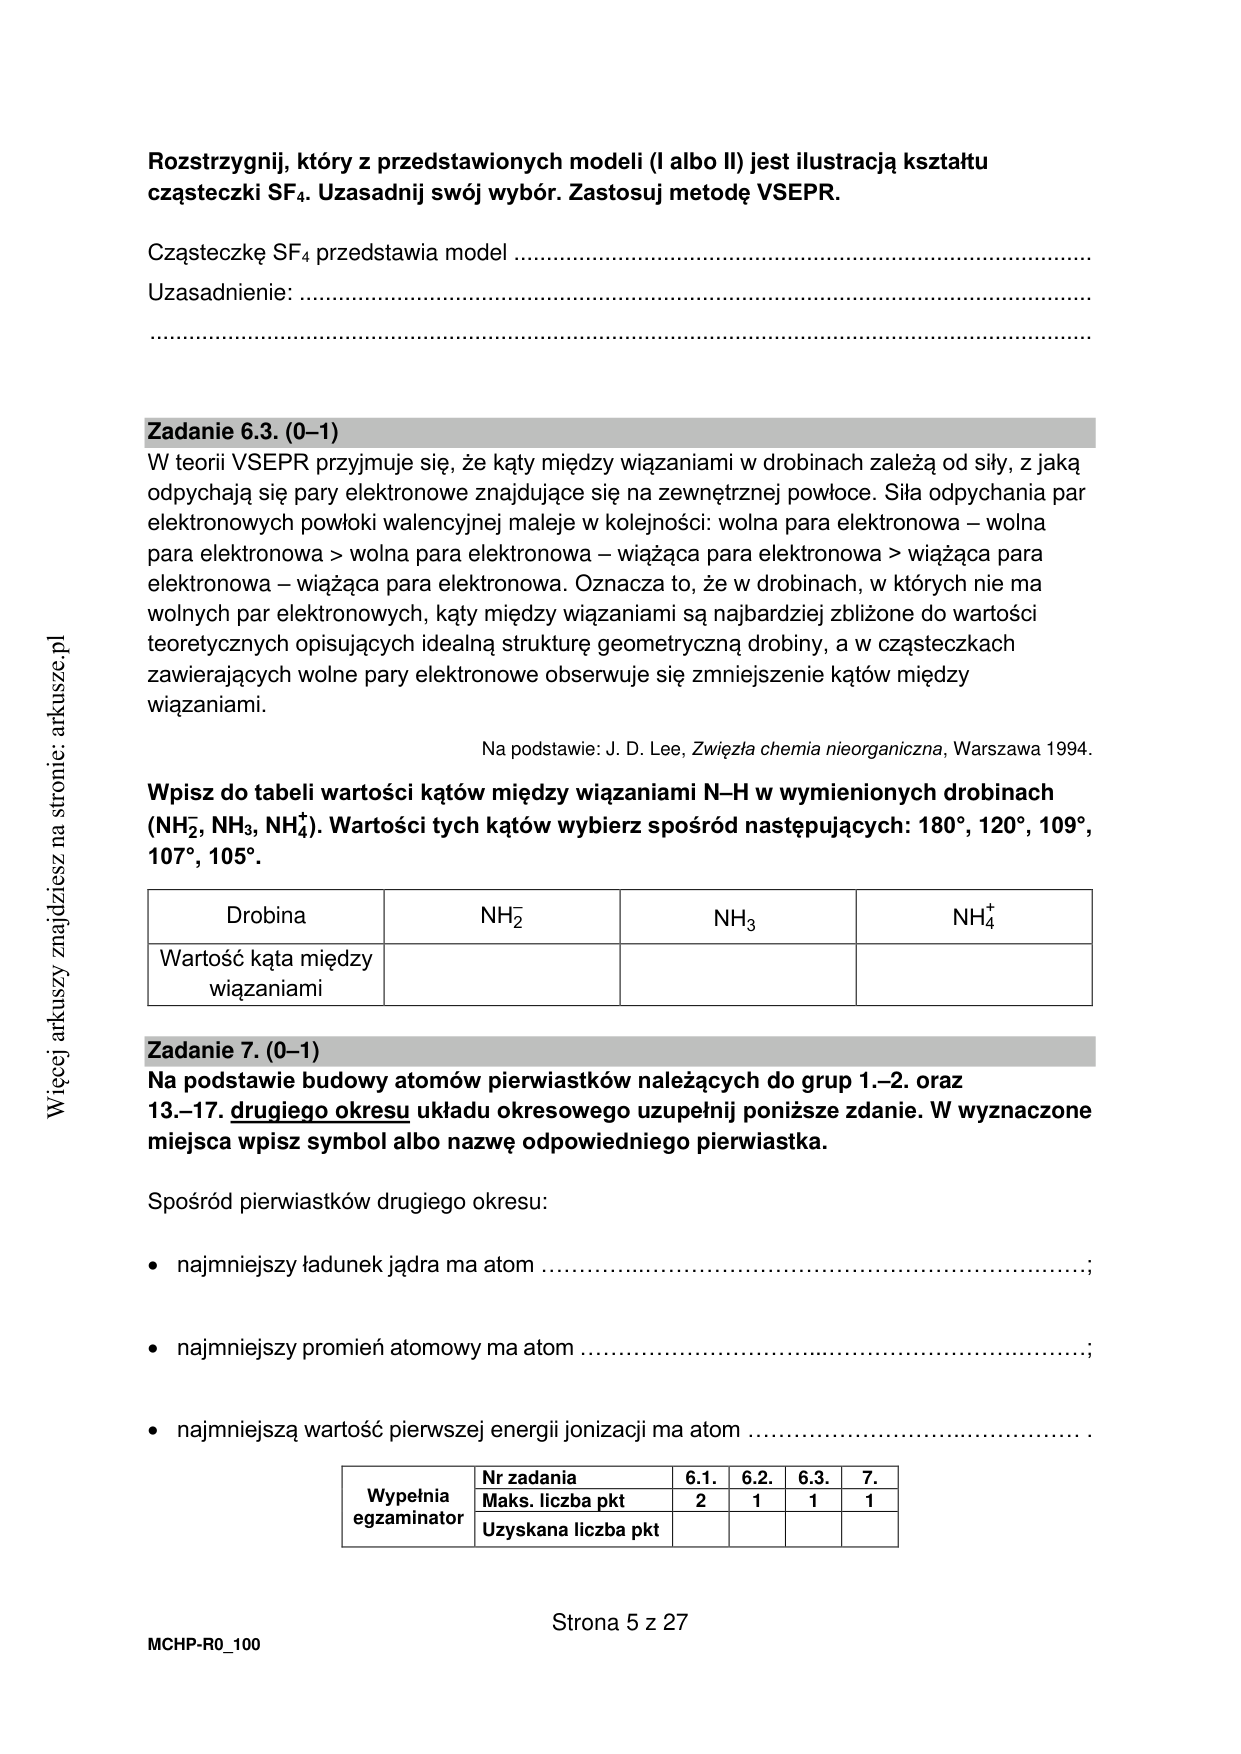 Rozstrzygnij, który z przedstawionych modeli (I albo II) jest ilustracją kształtu
cząsteczki SF₄. Uzasadnij swój wybór. Zastosuj metodę VSEPR.
Cząsteczkę SF₄ przedstawia model ........................................................................................
Uzasadnienie: .........................................................................................................................
................................................................................................................................................
Zadanie 6.3. (0–1)
W teorii VSEPR przyjmuje się, że kąty między wiązaniami w drobinach zależą od siły, z jaką
odpychają się pary elektronowe znajdujące się na zewnętrznej powłoce. Siła odpychania par
elektronowych powłoki walencyjnej maleje w kolejności: wolna para elektronowa – wolna
para elektronowa > wolna para elektronowa – wiążąca para elektronowa > wiążąca para
elektronowa – wiążąca para elektronowa. Oznacza to, że w drobinach, w których nie ma
wolnych par elektronowych, kąty między wiązaniami są najbardziej zbliżone do wartości
teoretycznych opisujących idealną strukturę geometryczną drobiny, a w cząsteczkach
zawierających wolne pary elektronowe obserwuje się zmniejszenie kątów między
wiązaniami.
Na podstawie: J. D. Lee, Zwięzła chemia nieorganiczna, Warszawa 1994.
Wpisz do tabeli wartości kątów między wiązaniami N–H w wymienionych drobinach
(NH₂⁻, NH₃, NH₄⁺). Wartości tych kątów wybierz spośród następujących: 180°, 120°, 109°,
107°, 105°.
Drobina NH₂⁻ NH₃ NH₄⁺
Wartość kąta między
wiązaniami
Zadanie 7. (0–1)
Na podstawie budowy atomów pierwiastków należących do grup 1.–2. oraz
13.–17. drugiego okresu układu okresowego uzupełnij poniższe zdanie. W wyznaczone
miejsca wpisz symbol albo nazwę odpowiedniego pierwiastka.
Spośród pierwiastków drugiego okresu:
• najmniejszy ładunek jądra ma atom …………..…………………………………………….……;
• najmniejszy promień atomowy ma atom …………………………...…………………….………;
• najmniejszą wartość pierwszej energii jonizacji ma atom ………………………..…………… .
Wypełnia
egzaminator
Nr zadania 6.1. 6.2. 6.3. 7.
Maks. liczba pkt 2 1 1 1
Uzyskana liczba pkt
Strona 5 z 27
MCHP-R0_100
Więcej arkuszy znajdziesz na stronie: arkusze.pl